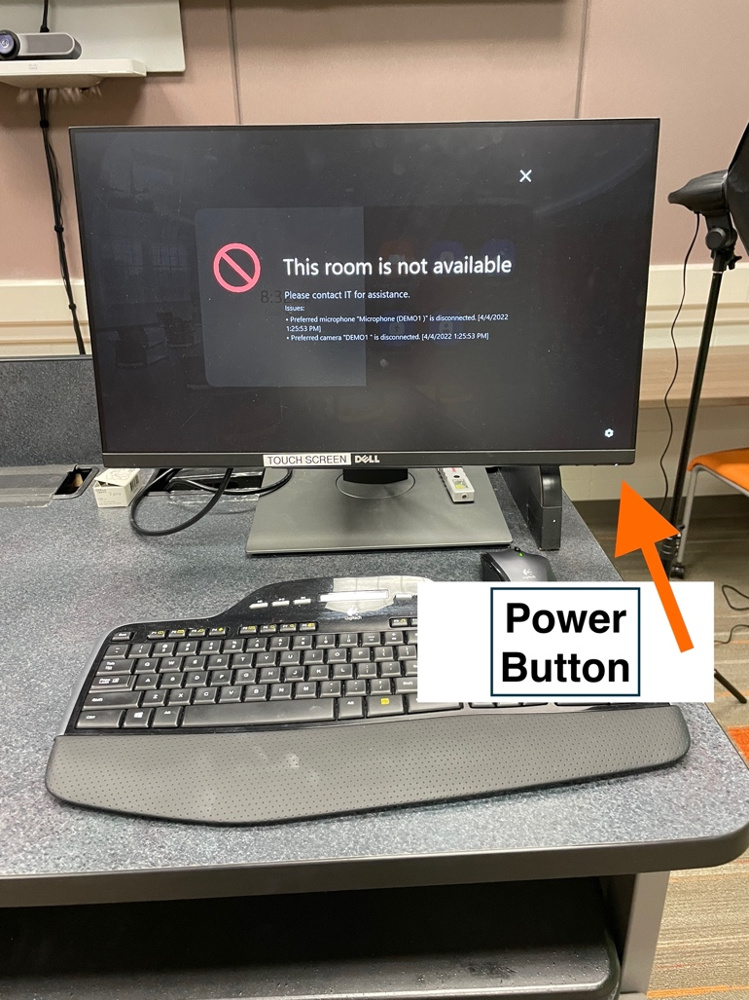 This room is not available
8:3
Please contact IT for assistance.
Issues:
• Preferred microphone "Microphone (DEMO1 )" is disconnected. [4/4/2022
1:25:53 PM]
• Preferred camera "DEMO1 " is disconnected. [4/4/2022 1:25:53 PM]
TOUCH SCREEN DELL
Power
Button